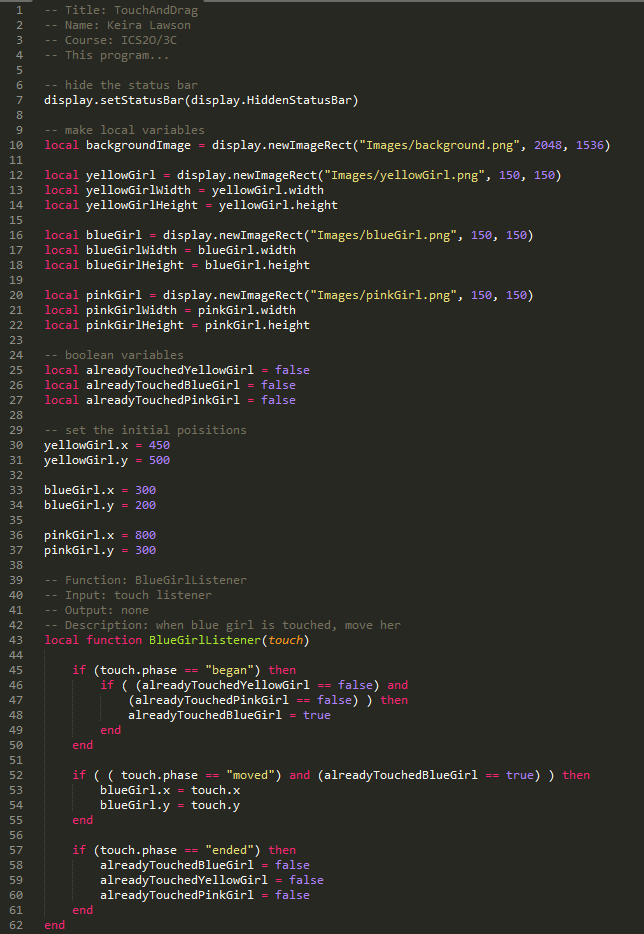 1 -- Title: TouchAndDrag
2 -- Name: Keira Lawson
3 -- Course: ICS2O/3C
4 -- This program...
5
6 -- hide the status bar
7 display.setStatusBar(display.HiddenStatusBar)
8
9 -- make local variables
10 local backgroundImage = display.newImageRect("Images/background.png", 2048, 1536)
11
12 local yellowGirl = display.newImageRect("Images/yellowGirl.png", 150, 150)
13 local yellowGirlWidth = yellowGirl.width
14 local yellowGirlHeight = yellowGirl.height
15
16 local blueGirl = display.newImageRect("Images/blueGirl.png", 150, 150)
17 local blueGirlWidth = blueGirl.width
18 local blueGirlHeight = blueGirl.height
19
20 local pinkGirl = display.newImageRect("Images/pinkGirl.png", 150, 150)
21 local pinkGirlWidth = pinkGirl.width
22 local pinkGirlHeight = pinkGirl.height
23
24 -- boolean variables
25 local alreadyTouchedYellowGirl = false
26 local alreadyTouchedBlueGirl = false
27 local alreadyTouchedPinkGirl = false
28
29 -- set the initial poisitions
30 yellowGirl.x = 450
31 yellowGirl.y = 500
32
33 blueGirl.x = 300
34 blueGirl.y = 200
35
36 pinkGirl.x = 800
37 pinkGirl.y = 300
38
39 -- Function: BlueGirlListener
40 -- Input: touch listener
41 -- Output: none
42 -- Description: when blue girl is touched, move her
43 local function BlueGirlListener(touch)
44
45     if (touch.phase == "began") then
46         if ( (alreadyTouchedYellowGirl == false) and
47             (alreadyTouchedPinkGirl == false) ) then
48             alreadyTouchedBlueGirl = true
49         end
50     end
51
52     if ( ( touch.phase == "moved") and (alreadyTouchedBlueGirl == true) ) then
53         blueGirl.x = touch.x
54         blueGirl.y = touch.y
55     end
56
57     if (touch.phase == "ended") then
58         alreadyTouchedBlueGirl = false
59         alreadyTouchedYellowGirl = false
60         alreadyTouchedPinkGirl = false
61     end
62 end